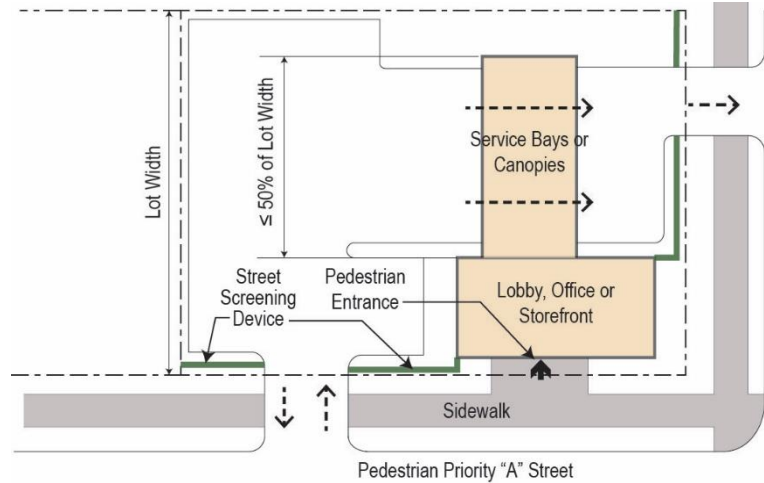 Lot Width
≤ 50% of Lot Width
Service Bays or
Canopies
Street
Screening
Device
Pedestrian
Entrance
Lobby, Office or
Storefront
Sidewalk
Pedestrian Priority “A” Street